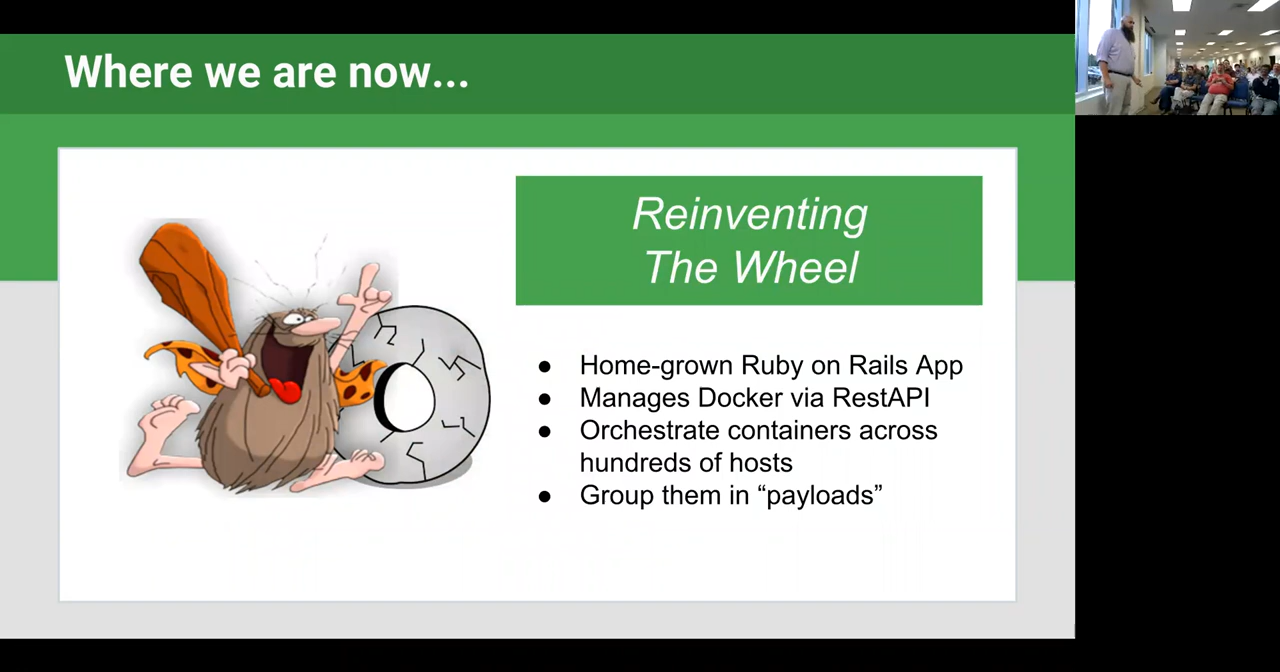 Where we are now...
Reinventing
The Wheel
● Home-grown Ruby on Rails App
● Manages Docker via RestAPI
● Orchestrate containers across
hundreds of hosts
● Group them in “payloads”